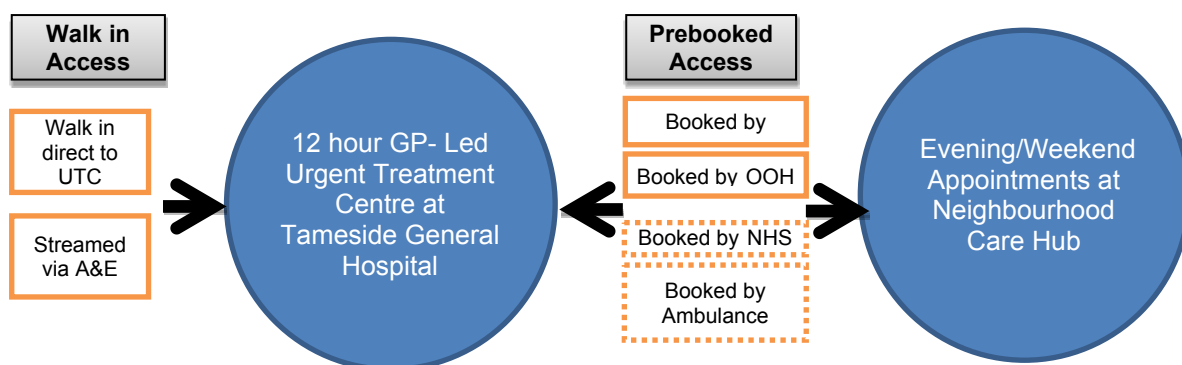 Walk in
Access
Walk in
direct to
UTC
Streamed
via A&E
12 hour GP- Led
Urgent Treatment
Centre at
Tameside General
Hospital
Prebooked
Access
Booked by
Booked by OOH
Booked by NHS
Booked by
Ambulance
Evening/Weekend
Appointments at
Neighbourhood
Care Hub